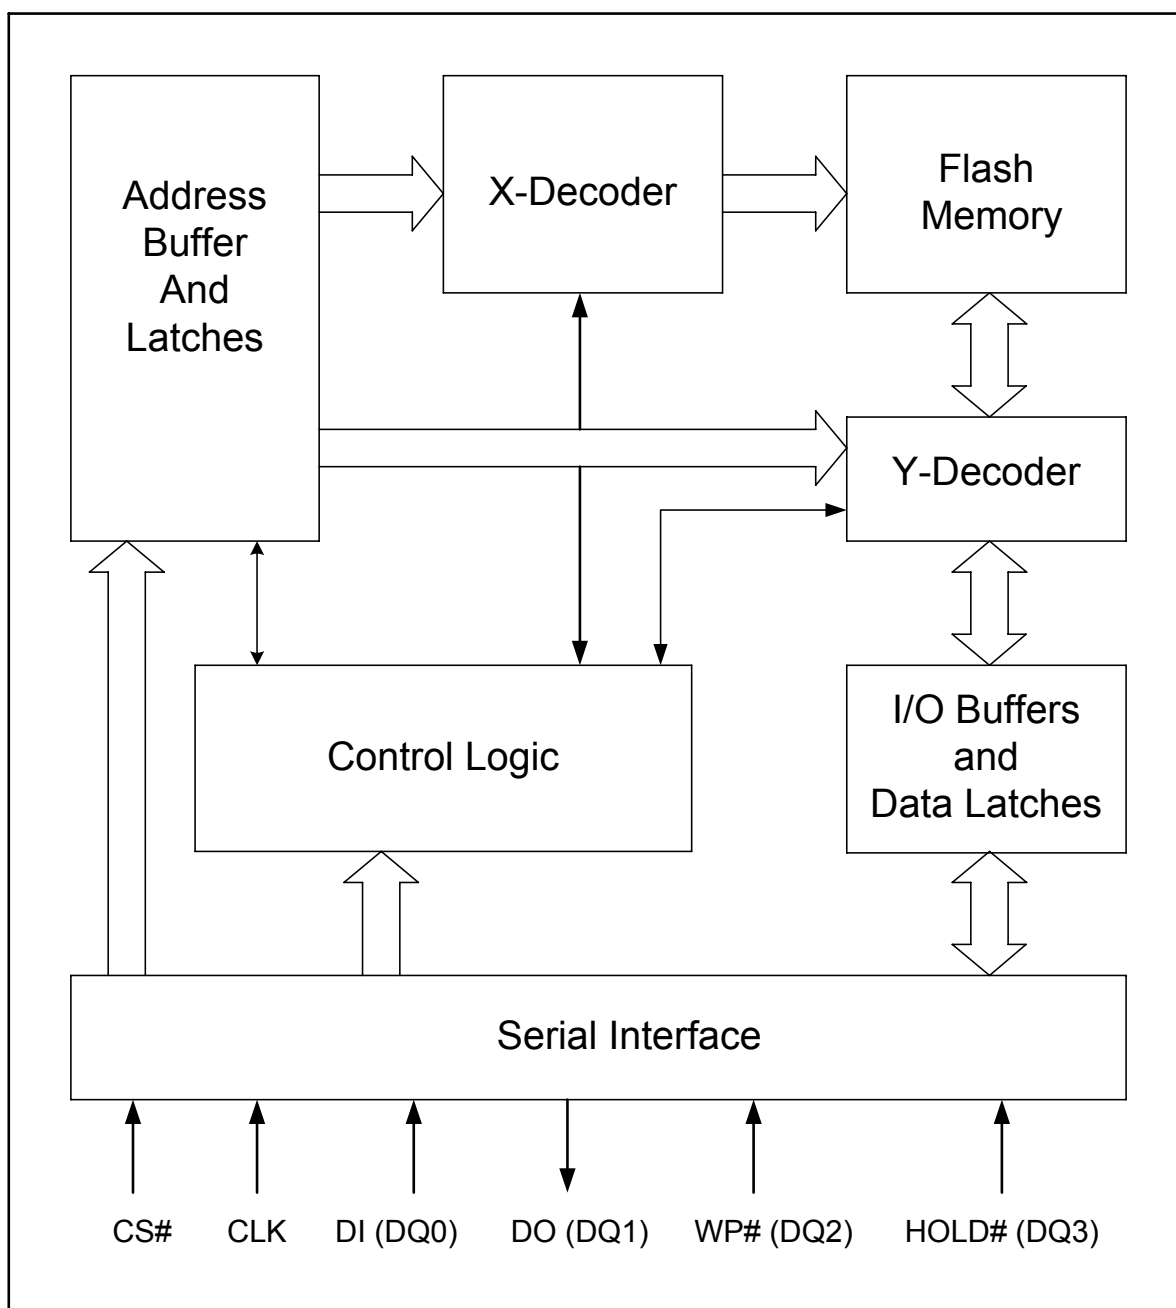 Address
Buffer
And
Latches
X-Decoder
Flash
Memory
Y-Decoder
Control Logic
I/O Buffers
and
Data Latches
Serial Interface
CS#
CLK
DI (DQ0)
DO (DQ1)
WP# (DQ2)
HOLD# (DQ3)